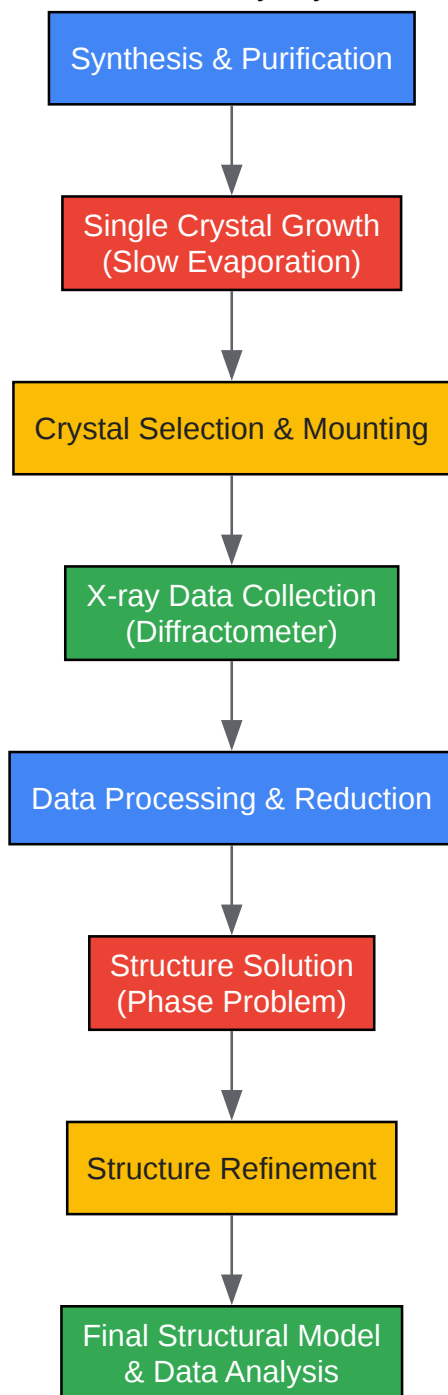 Synthesis & Purification
Single Crystal Growth
(Slow Evaporation)
Crystal Selection & Mounting
X-ray Data Collection
(Diffractometer)
Data Processing & Reduction
Structure Solution
(Phase Problem)
Structure Refinement
Final Structural Model
& Data Analysis